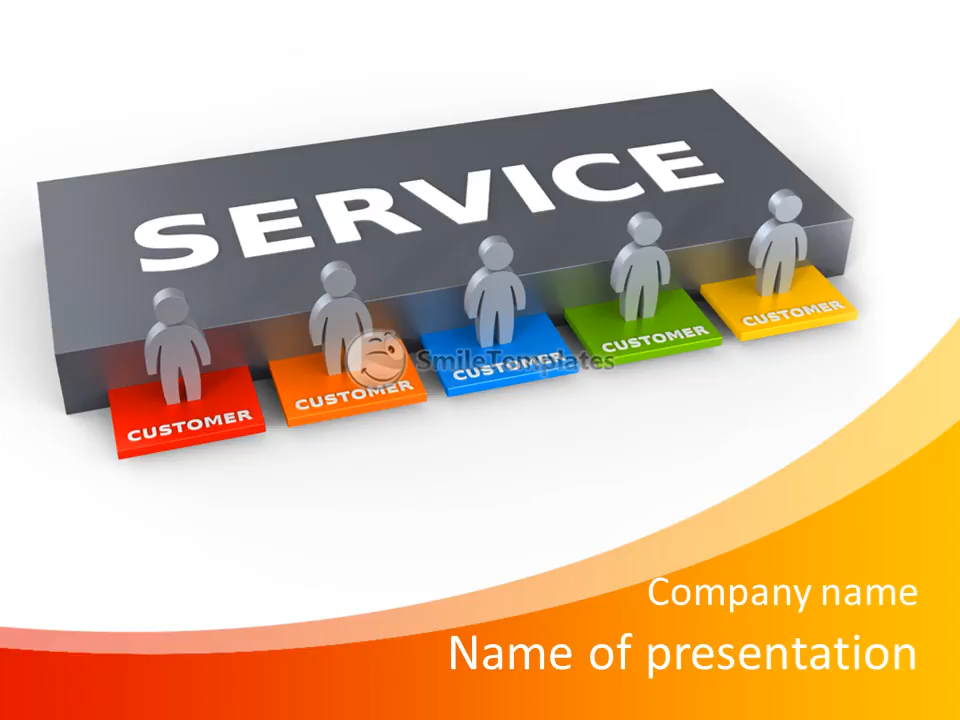 SERVICE
CUSTOMER
CUSTOMER
CUSTOMER
CUSTOMER
CUSTOMER
SmileTemplates
Company name
Name of presentation